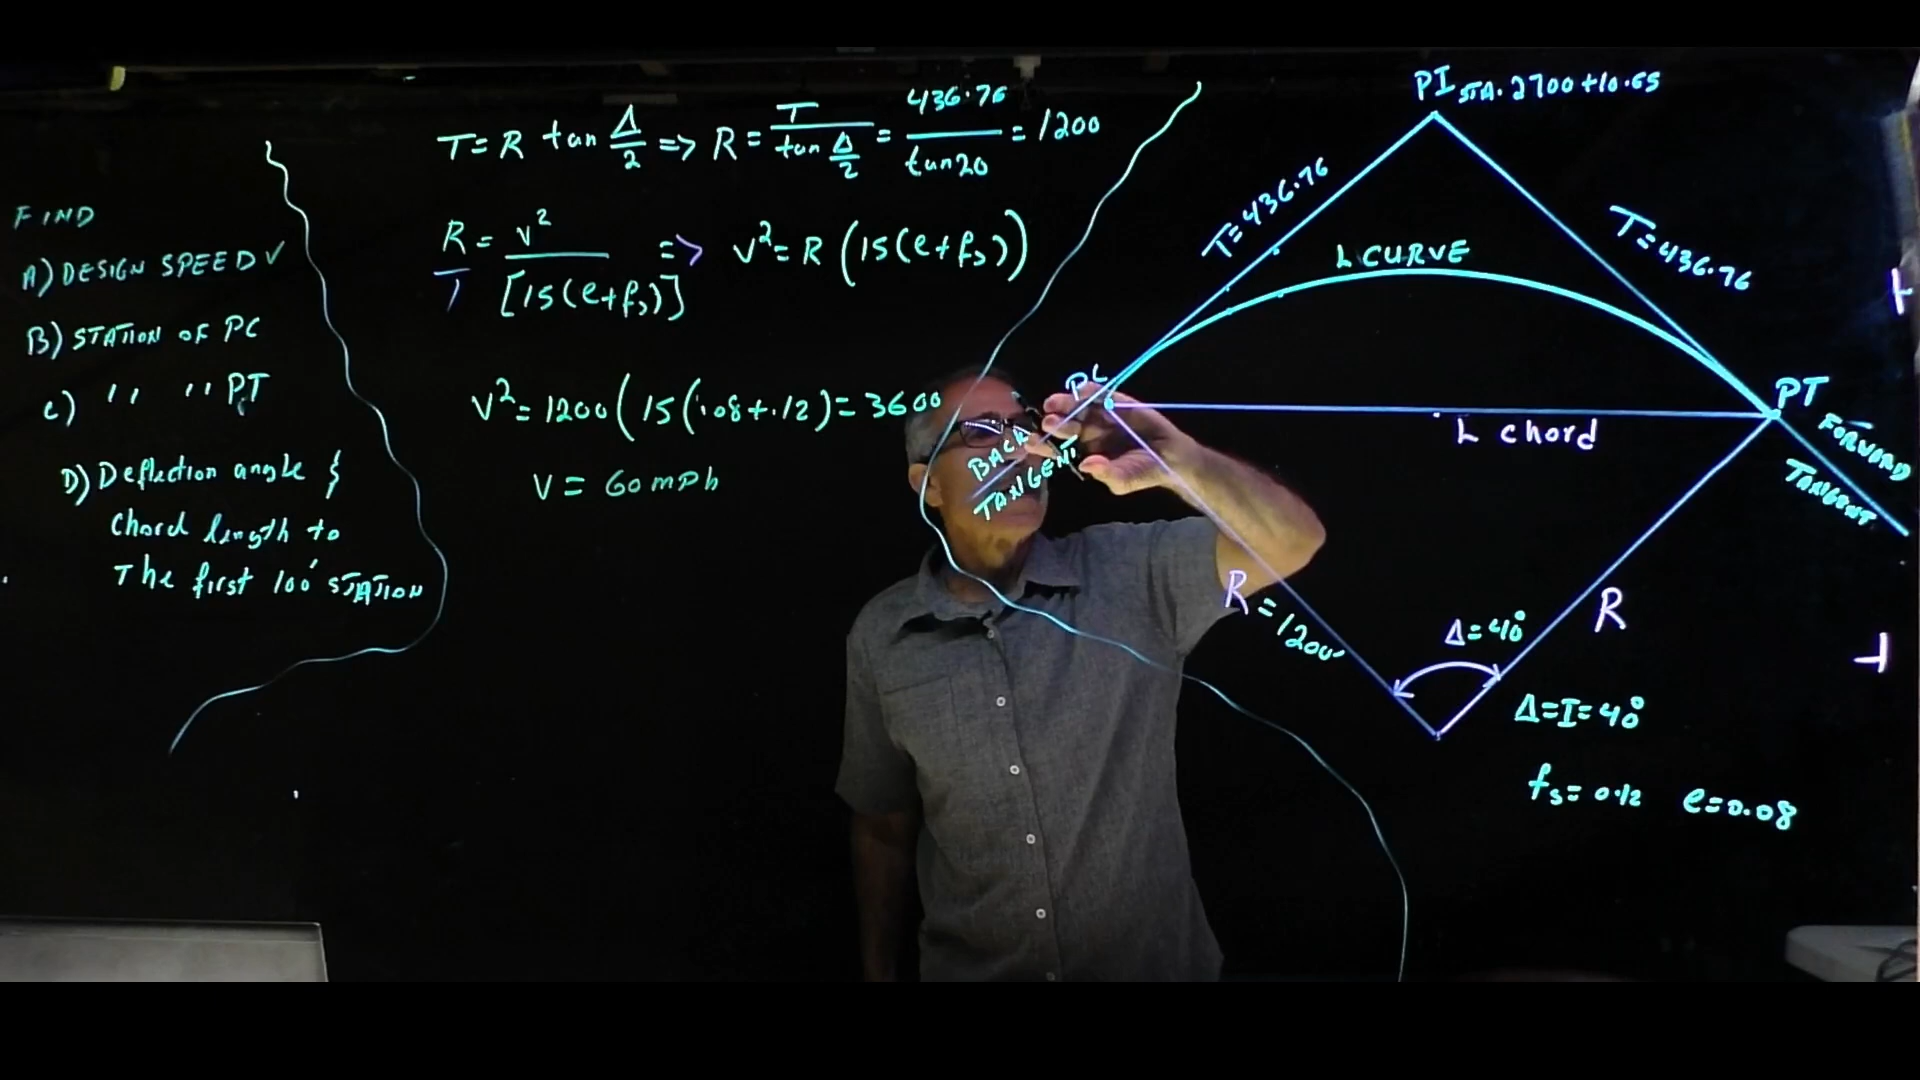 FIND
A) DESIGN SPEED V
B) STATION OF PC
C) '' '' PT
D) Deflection angle &
Chord length to
The first 100' STATION
T = R tan Δ/2 => R = T / tan Δ/2 = 436.76 / tan 20 = 1200
R/1 = V² / [15(e+fs)] => V² = R (15(e+fs))
V² = 1200 (15(.08+.12) = 3600
V = 60 mph
PI STA. 2700+10.65
T=436.76
T=436.76
L CURVE
PC
PT
BACK
TANGENT
L chord
FORWARD
TANGENT
R = 1200'
R
Δ=40°
Δ=I=40°
fs = 0.12 e=0.08